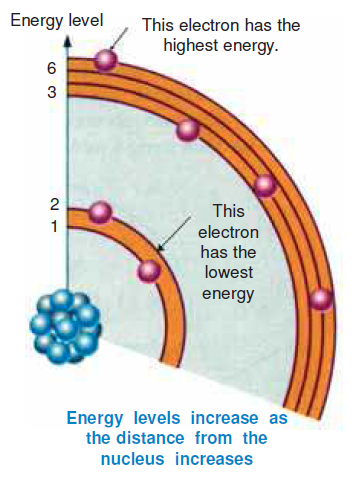 Energy level
This electron has the
highest energy.
6
3
2
1
This
electron
has the
lowest
energy
Energy levels increase as
the distance from the
nucleus increases